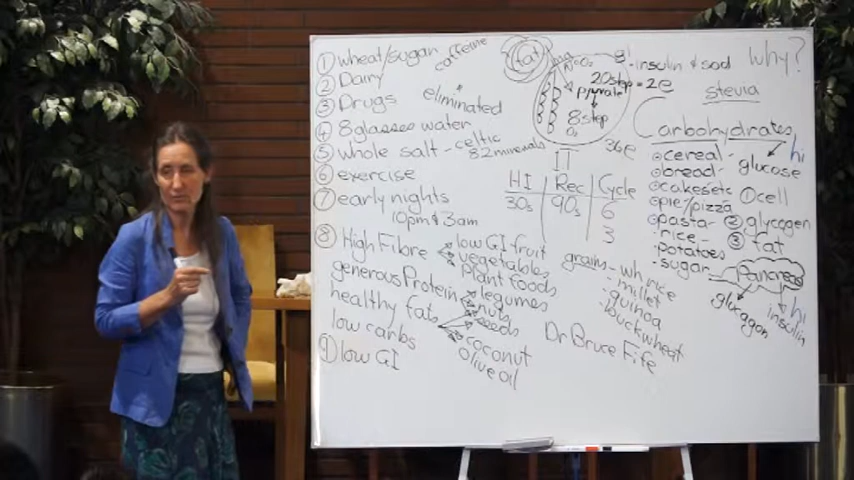 ① wheat/sugar caffeine
② Dairy
③ Drugs eliminated
④ 8 glasses water
⑤ whole salt - celtic
82 minerals
⑥ exercise
⑦ early nights
10pm & 3am
⑧ High Fibre
generous Protein
healthy fats
low carbs
⑨ low GI
low GI fruit
vegetables
Plant foods
legumes
nuts
seeds
coconut
olive oil
fat
insulin & sod
20 step = 2e
pyruvate
8 step
O₂
36e
HI Rec Cycle
30s 90s 6
3
grains - wh rice
millet
quinoa
buckwheat
Dr Bruce Fife
Why?
stevia
Carbohydrates
cereal
bread
cakes etc
pie/pizza
pasta
rice
potatoes
sugar
hi
glucose
① cell
② glycogen
③ fat
Pancreas
glucagon
hi
insulin